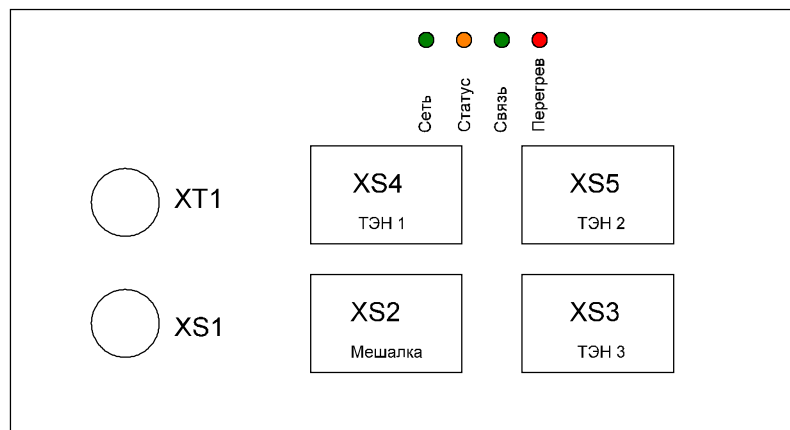 Сеть
Статус
Связь
Перегрев
XT1
XS4
ТЭН 1
XS5
ТЭН 2
XS1
XS2
Мешалка
XS3
ТЭН 3